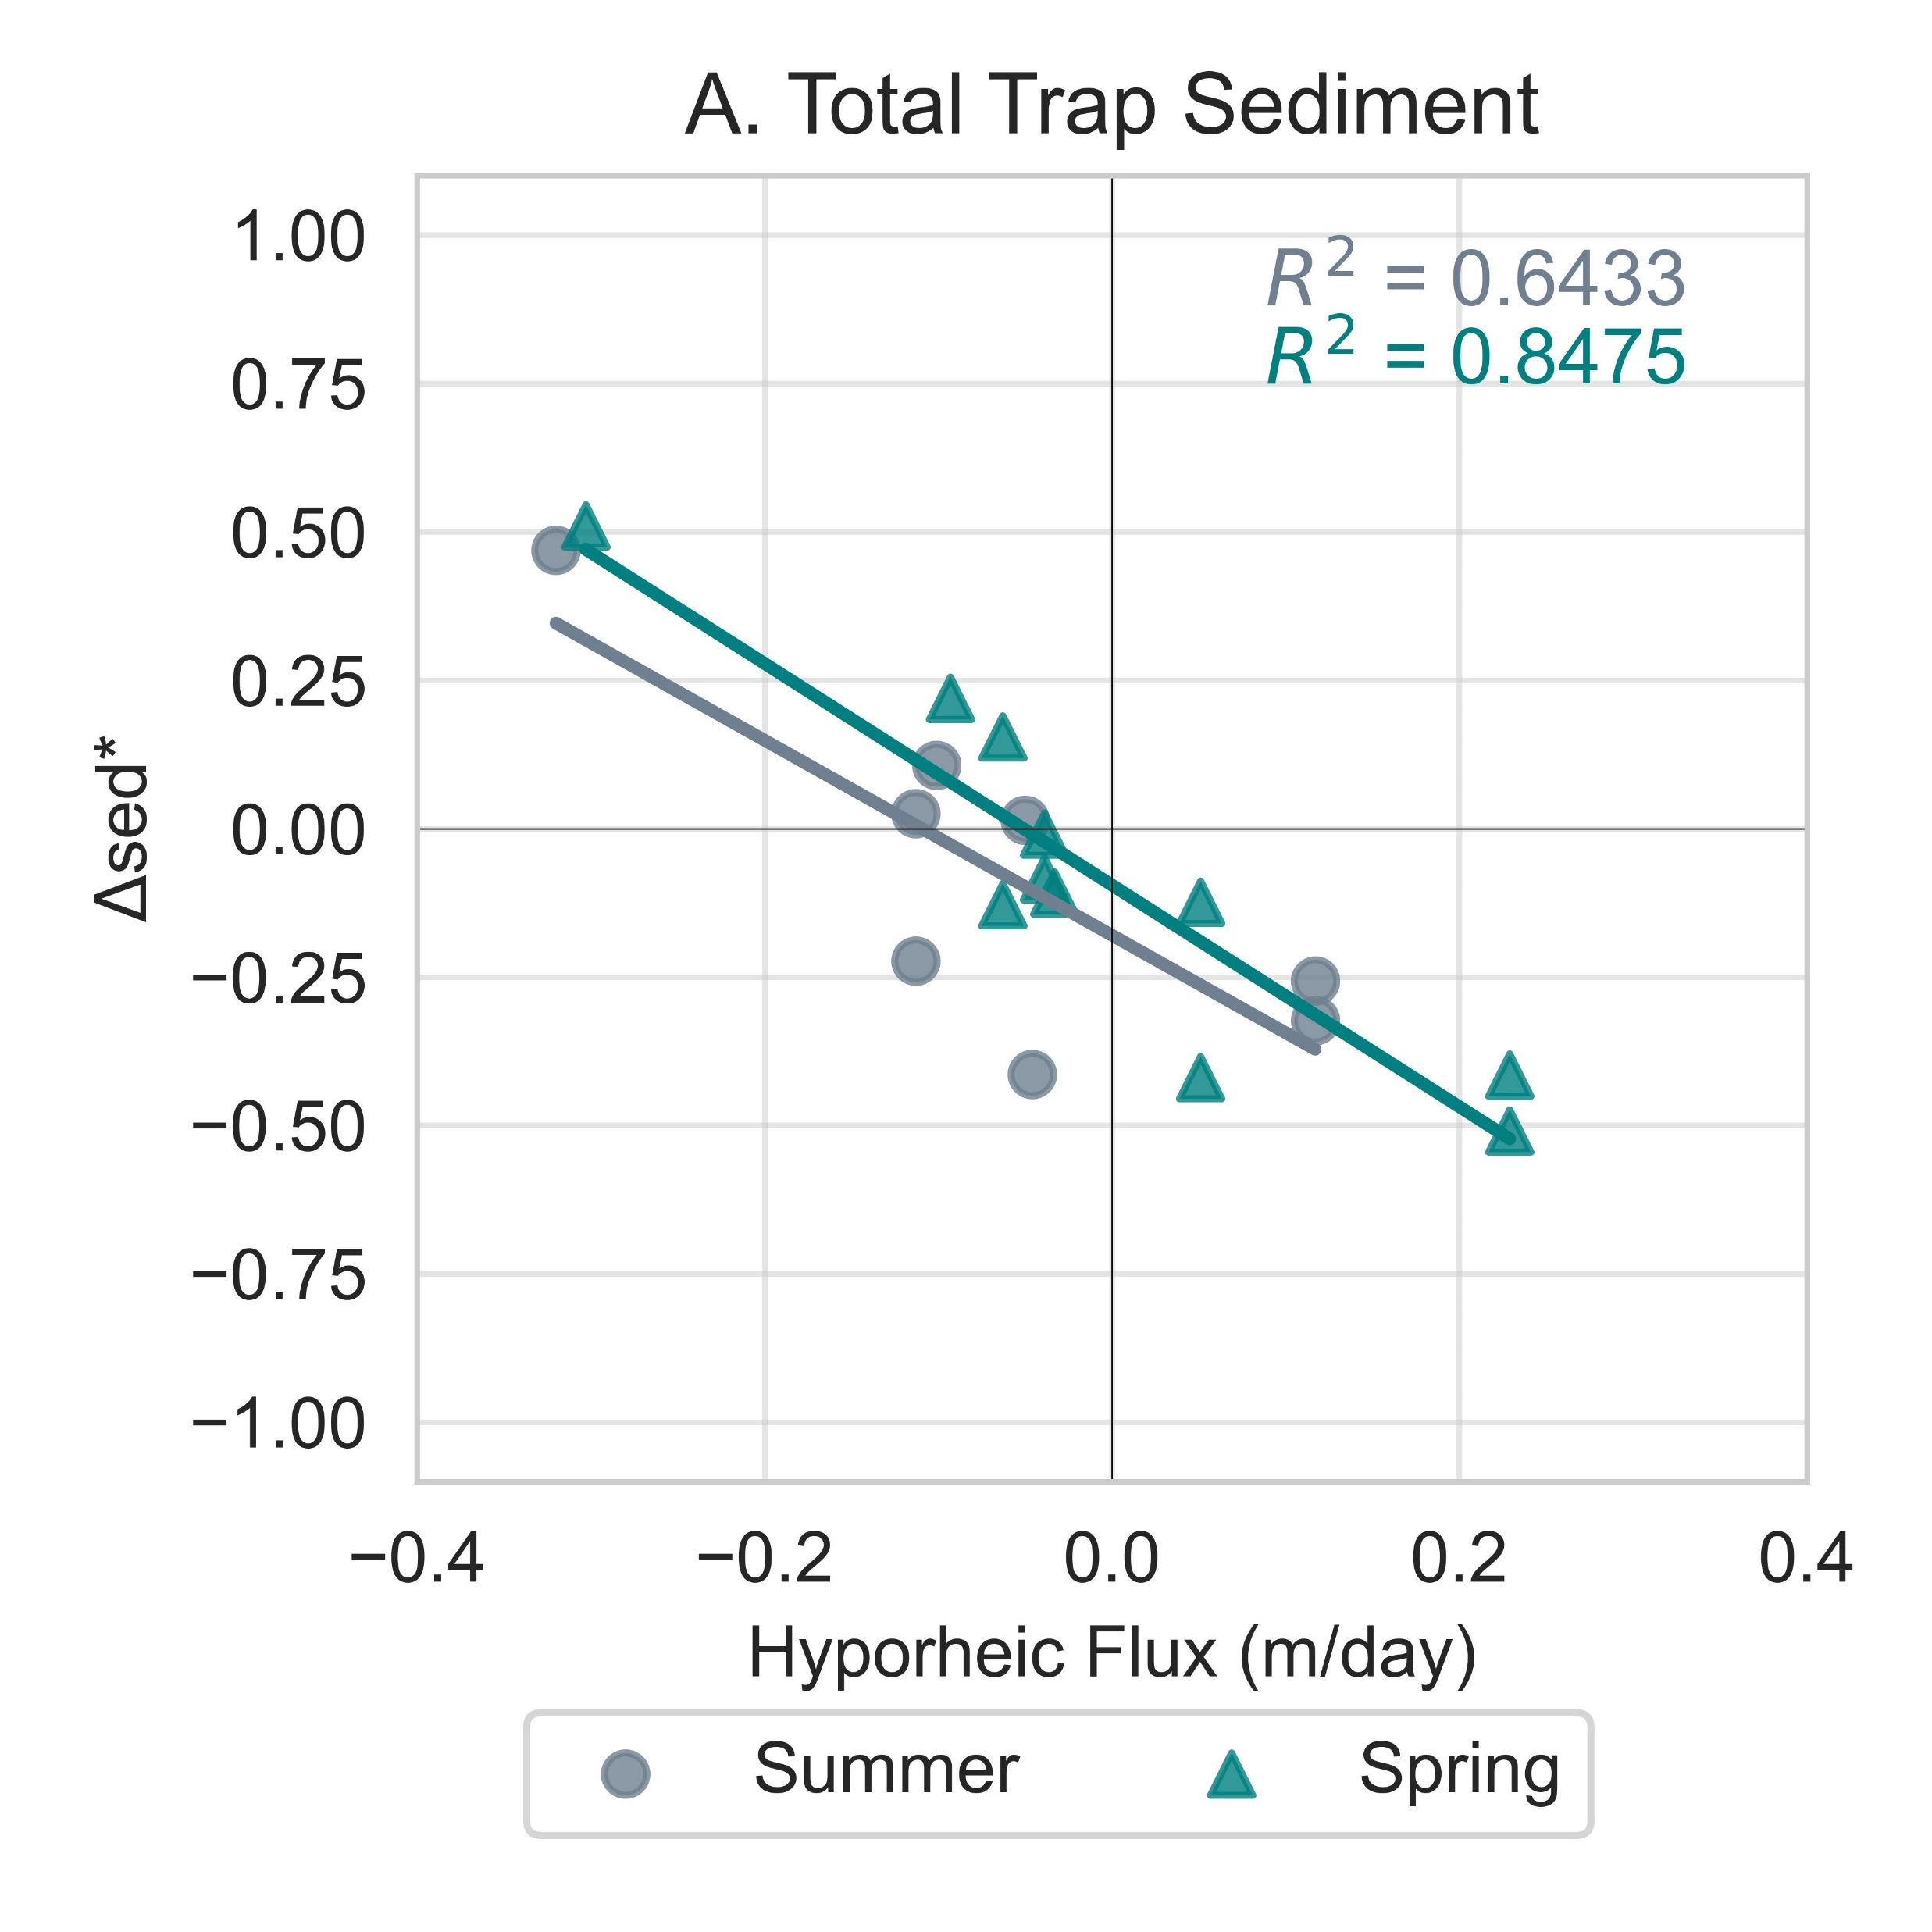 A. Total Trap Sediment
R² = 0.6433
R² = 0.8475
1.00
0.75
0.50
0.25
0.00
−0.25
−0.50
−0.75
−1.00
Δsed*
−0.4 −0.2 0.0 0.2 0.4
Hyporheic Flux (m/day)
Summer Spring